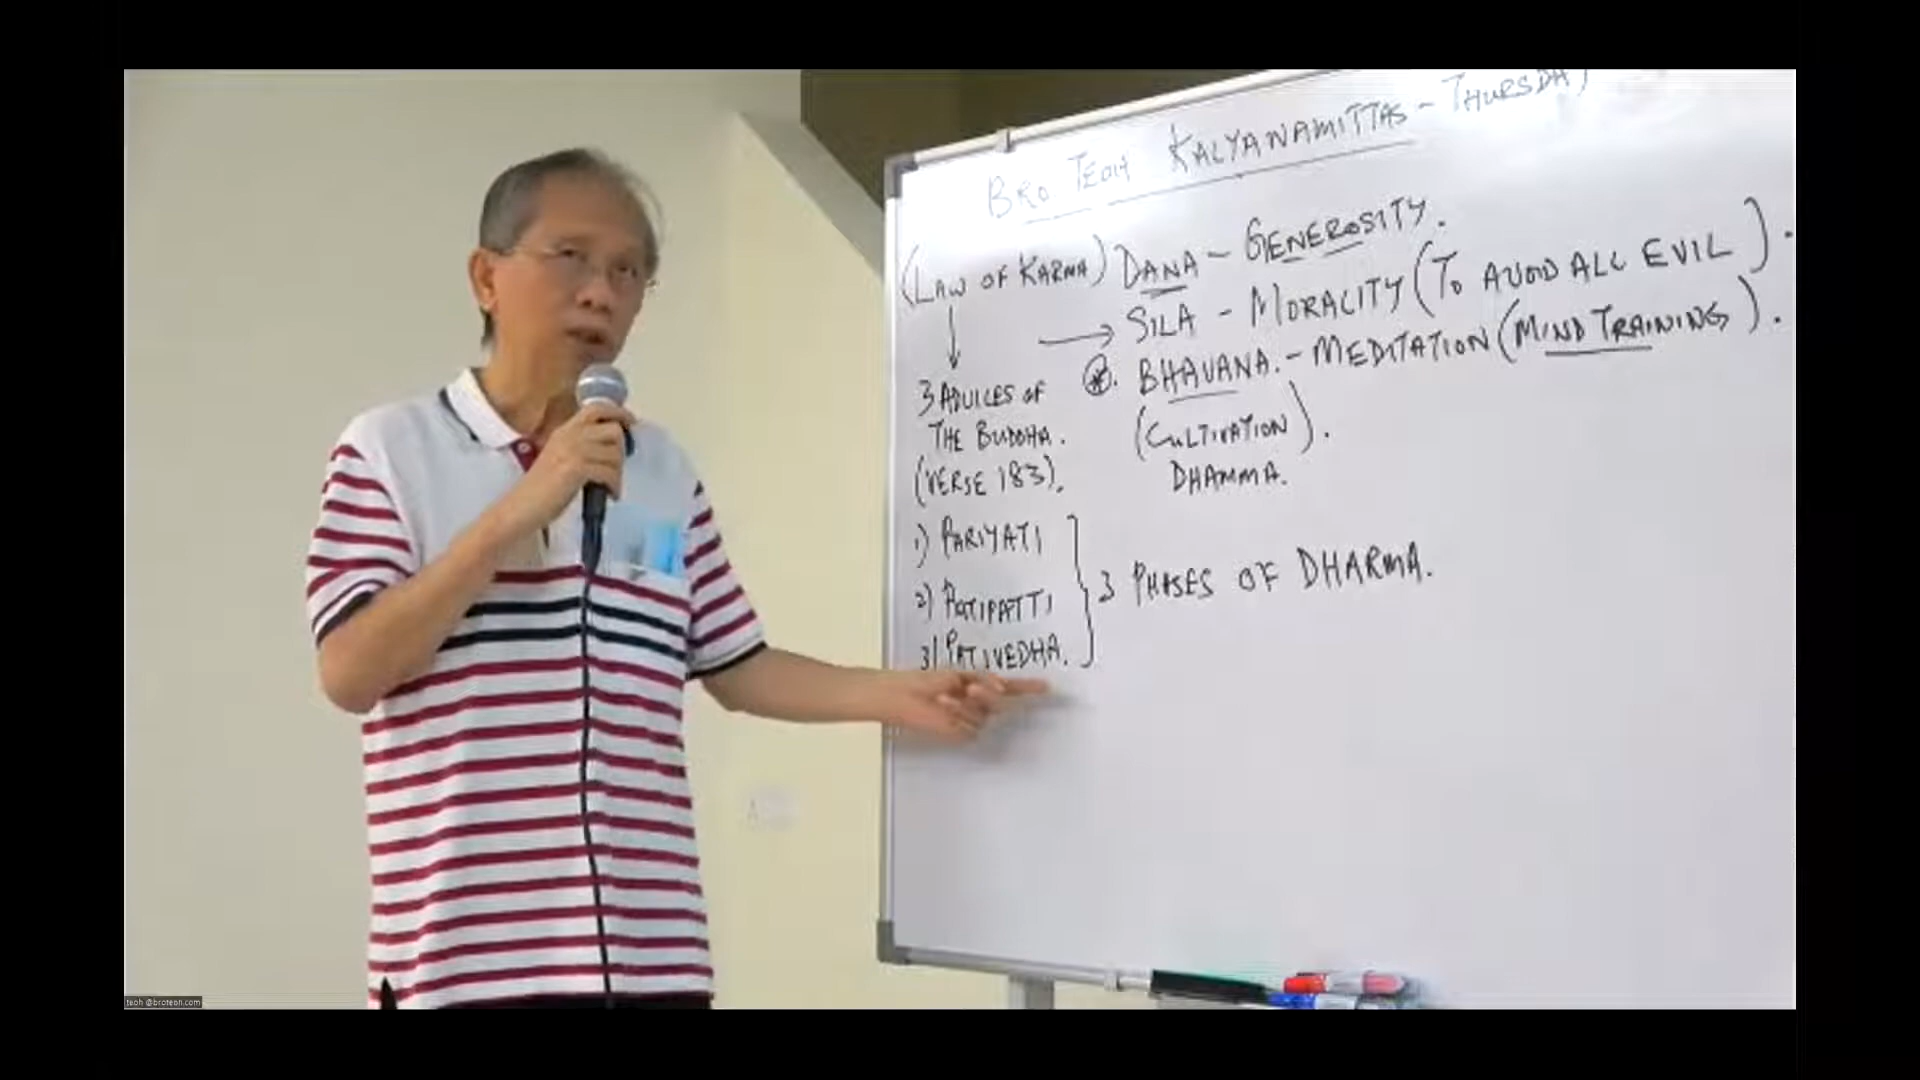 BRO. TEOH KALYANAMITTAS - THURSDAY
(LAW OF KARMA) DANA - GENEROSITY.
SILA - MORALITY (TO AVOID ALL EVIL).
BHAVANA. - MEDITATION (MIND TRAINING).
(CULTIVATION).
DHAMMA.
3 ADVICES OF
THE BUDDHA.
(VERSE 183).
1) PARIYATI
2) PATIPATTI
3) PATIVEDHA.
3 PHASES OF DHARMA.
teoh @broteoh.com